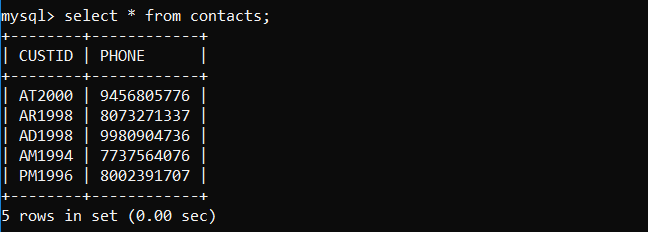 mysql> select * from contacts;
+--------+------------+
| CUSTID | PHONE      |
+--------+------------+
| AT2000 | 9456805776 |
| AR1998 | 8073271337 |
| AD1998 | 9980904736 |
| AM1994 | 7737564076 |
| PM1996 | 8002391707 |
+--------+------------+
5 rows in set (0.00 sec)